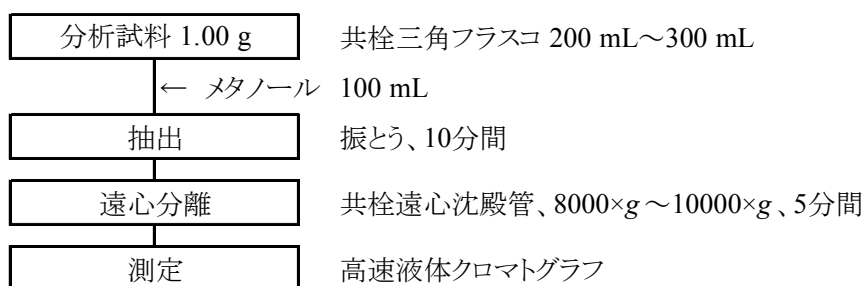 分析試料 1.00 g 共栓三角フラスコ 200 mL～300 mL
← メタノール 100 mL
抽出 振とう、10分間
遠心分離 共栓遠心沈殿管、8000×g～10000×g、5分間
測定 高速液体クロマトグラフ